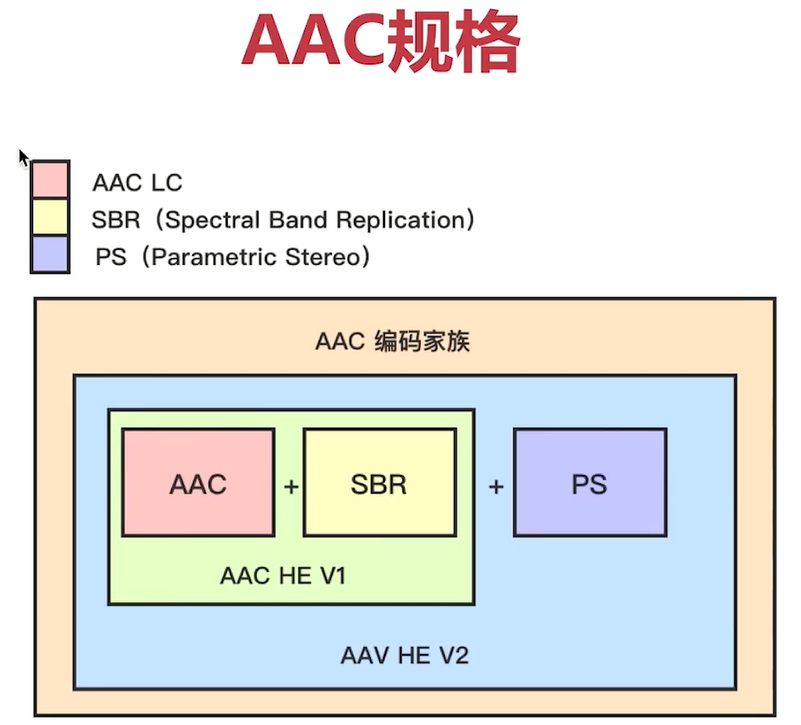 AAC规格
AAC LC
SBR（Spectral Band Replication）
PS（Parametric Stereo）
AAC 编码家族
AAC + SBR + PS
AAC HE V1
AAV HE V2